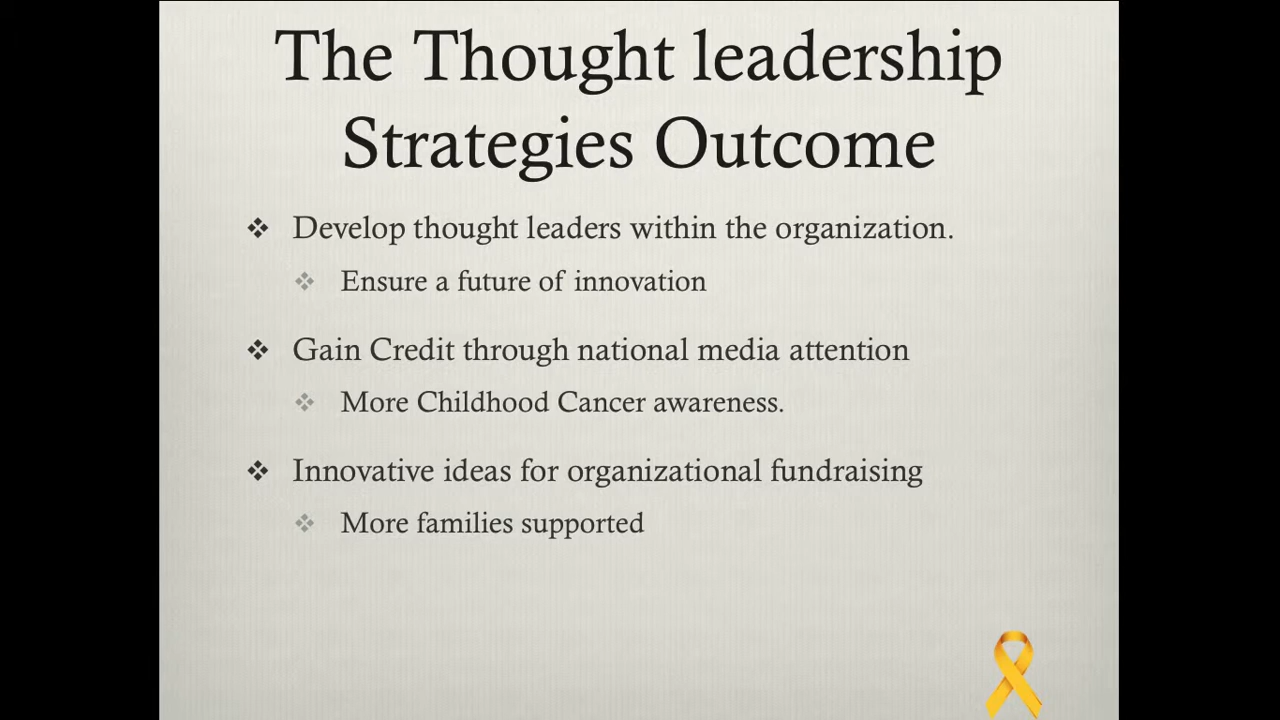 The Thought leadership
Strategies Outcome
❖ Develop thought leaders within the organization.
❖ Ensure a future of innovation
❖ Gain Credit through national media attention
❖ More Childhood Cancer awareness.
❖ Innovative ideas for organizational fundraising
❖ More families supported